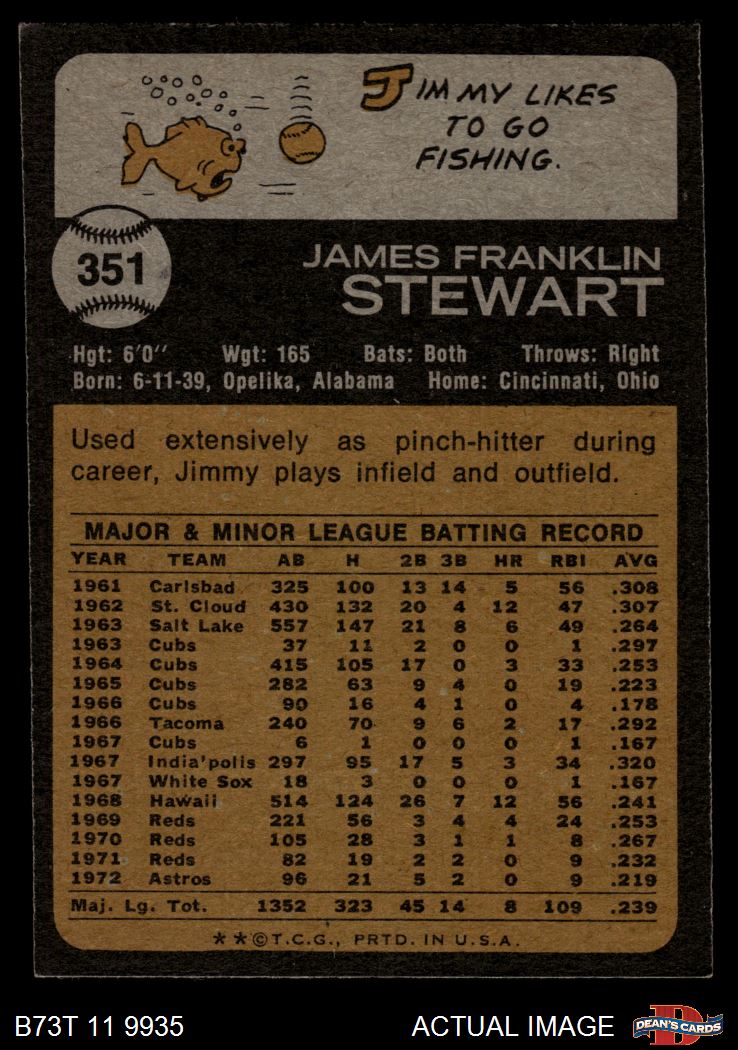 JIMMY LIKES
TO GO
FISHING.
351
JAMES FRANKLIN
STEWART
Hgt: 6'0" Wgt: 165 Bats: Both Throws: Right
Born: 6-11-39, Opelika, Alabama Home: Cincinnati, Ohio
Used extensively as pinch-hitter during
career, Jimmy plays infield and outfield.
MAJOR & MINOR LEAGUE BATTING RECORD
YEAR TEAM AB H 2B 3B HR RBI AVG
1961 Carlsbad 325 100 13 14 5 56 .308
1962 St. Cloud 430 132 20 4 12 47 .307
1963 Salt Lake 557 147 21 8 6 49 .264
1963 Cubs 37 11 2 0 0 1 .297
1964 Cubs 415 105 17 0 3 33 .253
1965 Cubs 282 63 9 4 0 19 .223
1966 Cubs 90 16 4 1 0 4 .178
1966 Tacoma 240 70 9 6 2 17 .292
1967 Cubs 6 1 0 0 0 1 .167
1967 India'polis 297 95 17 5 3 34 .320
1967 White Sox 18 3 0 0 0 1 .167
1968 Hawaii 514 124 26 7 12 56 .241
1969 Reds 221 56 3 4 4 24 .253
1970 Reds 105 28 3 1 1 8 .267
1971 Reds 82 19 2 2 0 9 .232
1972 Astros 96 21 5 2 0 9 .219
Maj. Lg. Tot. 1352 323 45 14 8 109 .239
**©T.C.G., PRTD. IN U.S.A.
B73T 11 9935 ACTUAL IMAGE DEAN'S CARDS